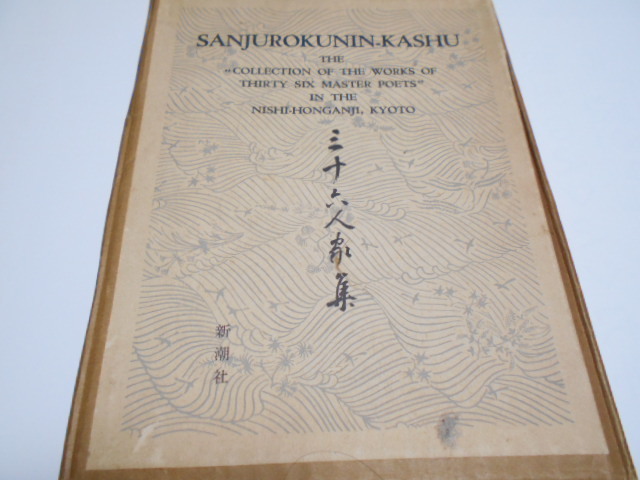 SANJUROKUNIN-KASHU
THE
"COLLECTION OF THE WORKS OF
THIRTY SIX MASTER POETS"
IN THE
NISHI-HONGANJI, KYOTO
三十六人家集
新潮社